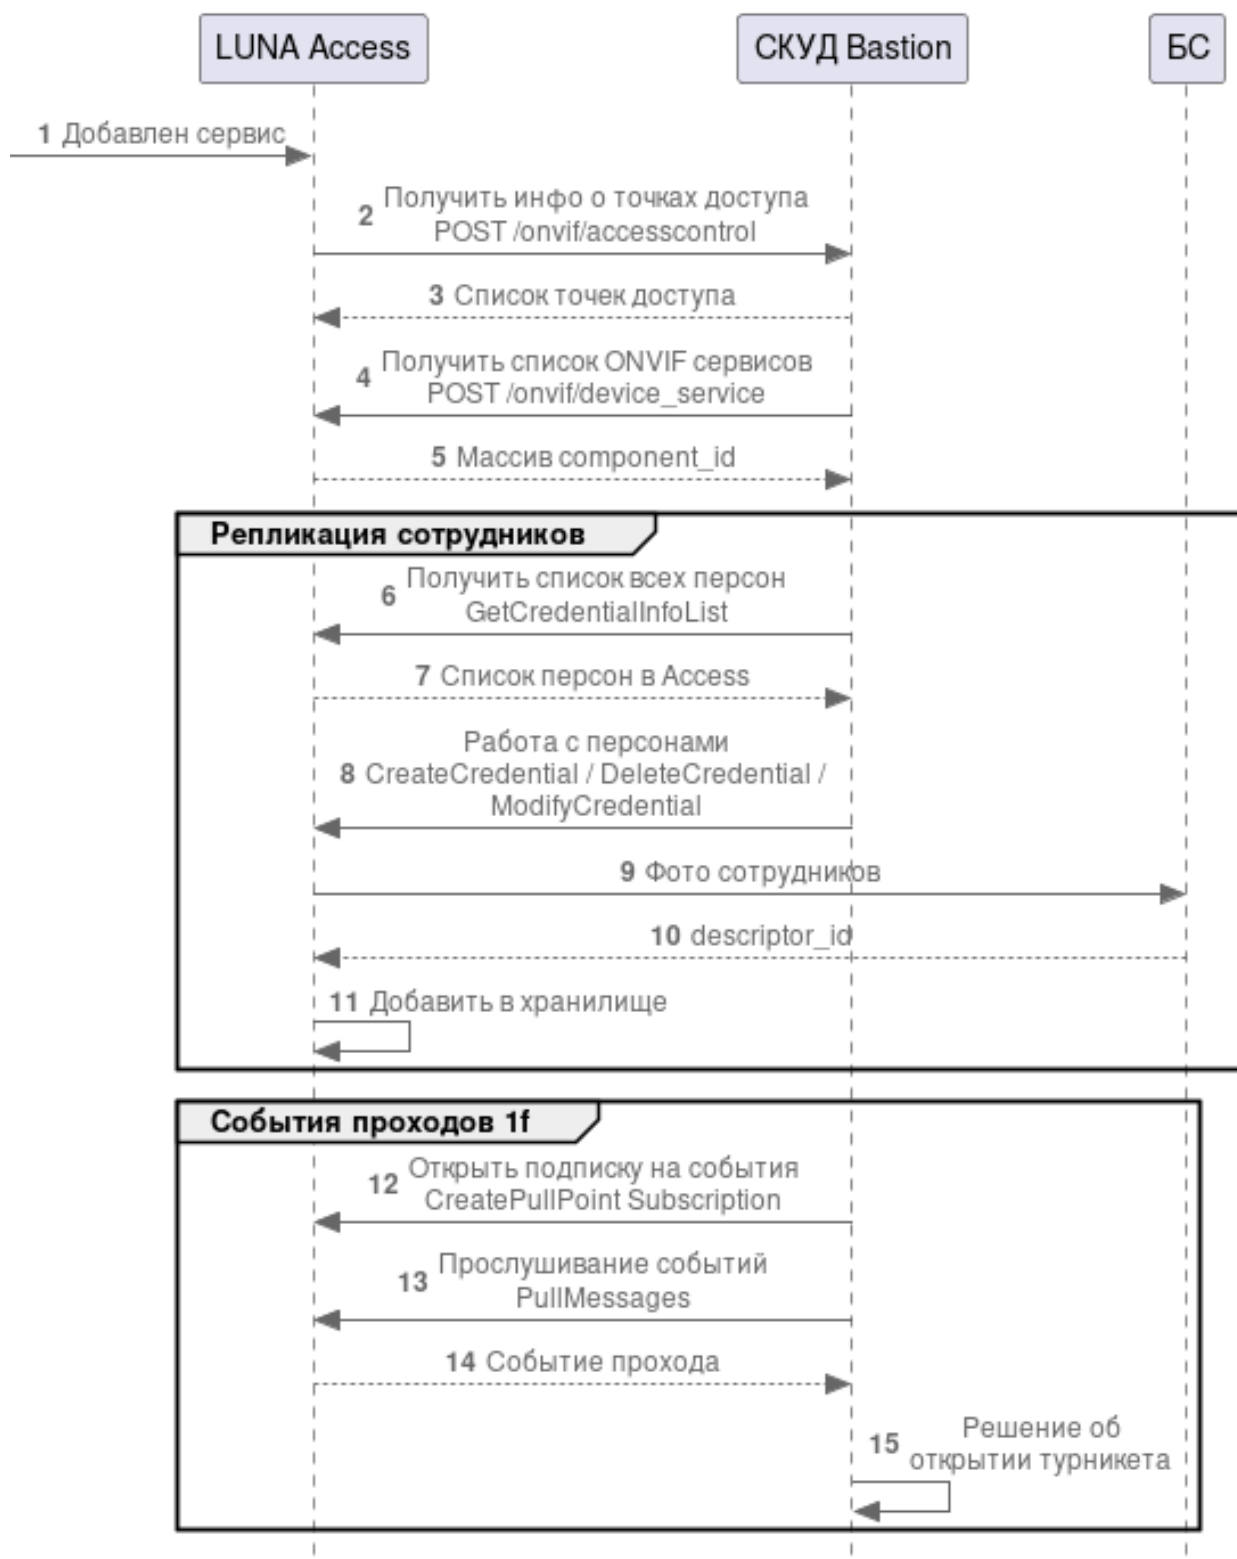 LUNA Access
СКУД Bastion
БС
1 Добавлен сервис
Получить инфо о точках доступа
2 POST /onvif/accesscontrol
3 Список точек доступа
Получить список ONVIF сервисов
4 POST /onvif/device_service
5 Массив component_id
Репликация сотрудников
Получить список всех персон
6 GetCredentialInfoList
7 Список персон в Access
Работа с персонами
8 CreateCredential / DeleteCredential /
ModifyCredential
9 Фото сотрудников
10 descriptor_id
11 Добавить в хранилище
События проходов 1f
Открыть подписку на события
12 CreatePullPoint Subscription
Прослушивание событий
13 PullMessages
14 Событие прохода
Решение об
15 открытии турникета